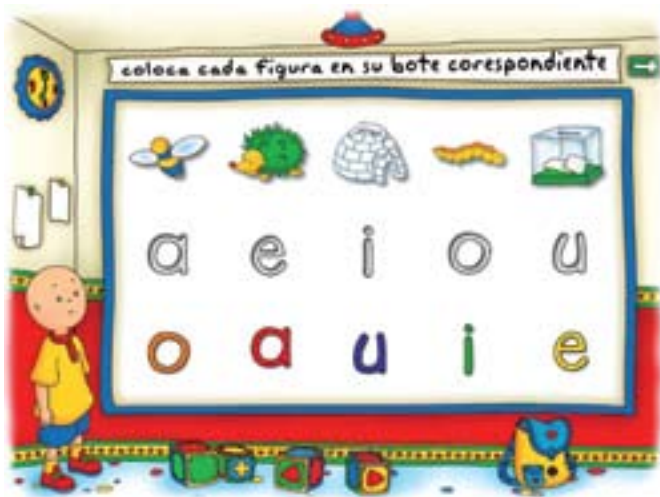 coloca cada figura en su bote corespondiente
a e i o u
o a u i e